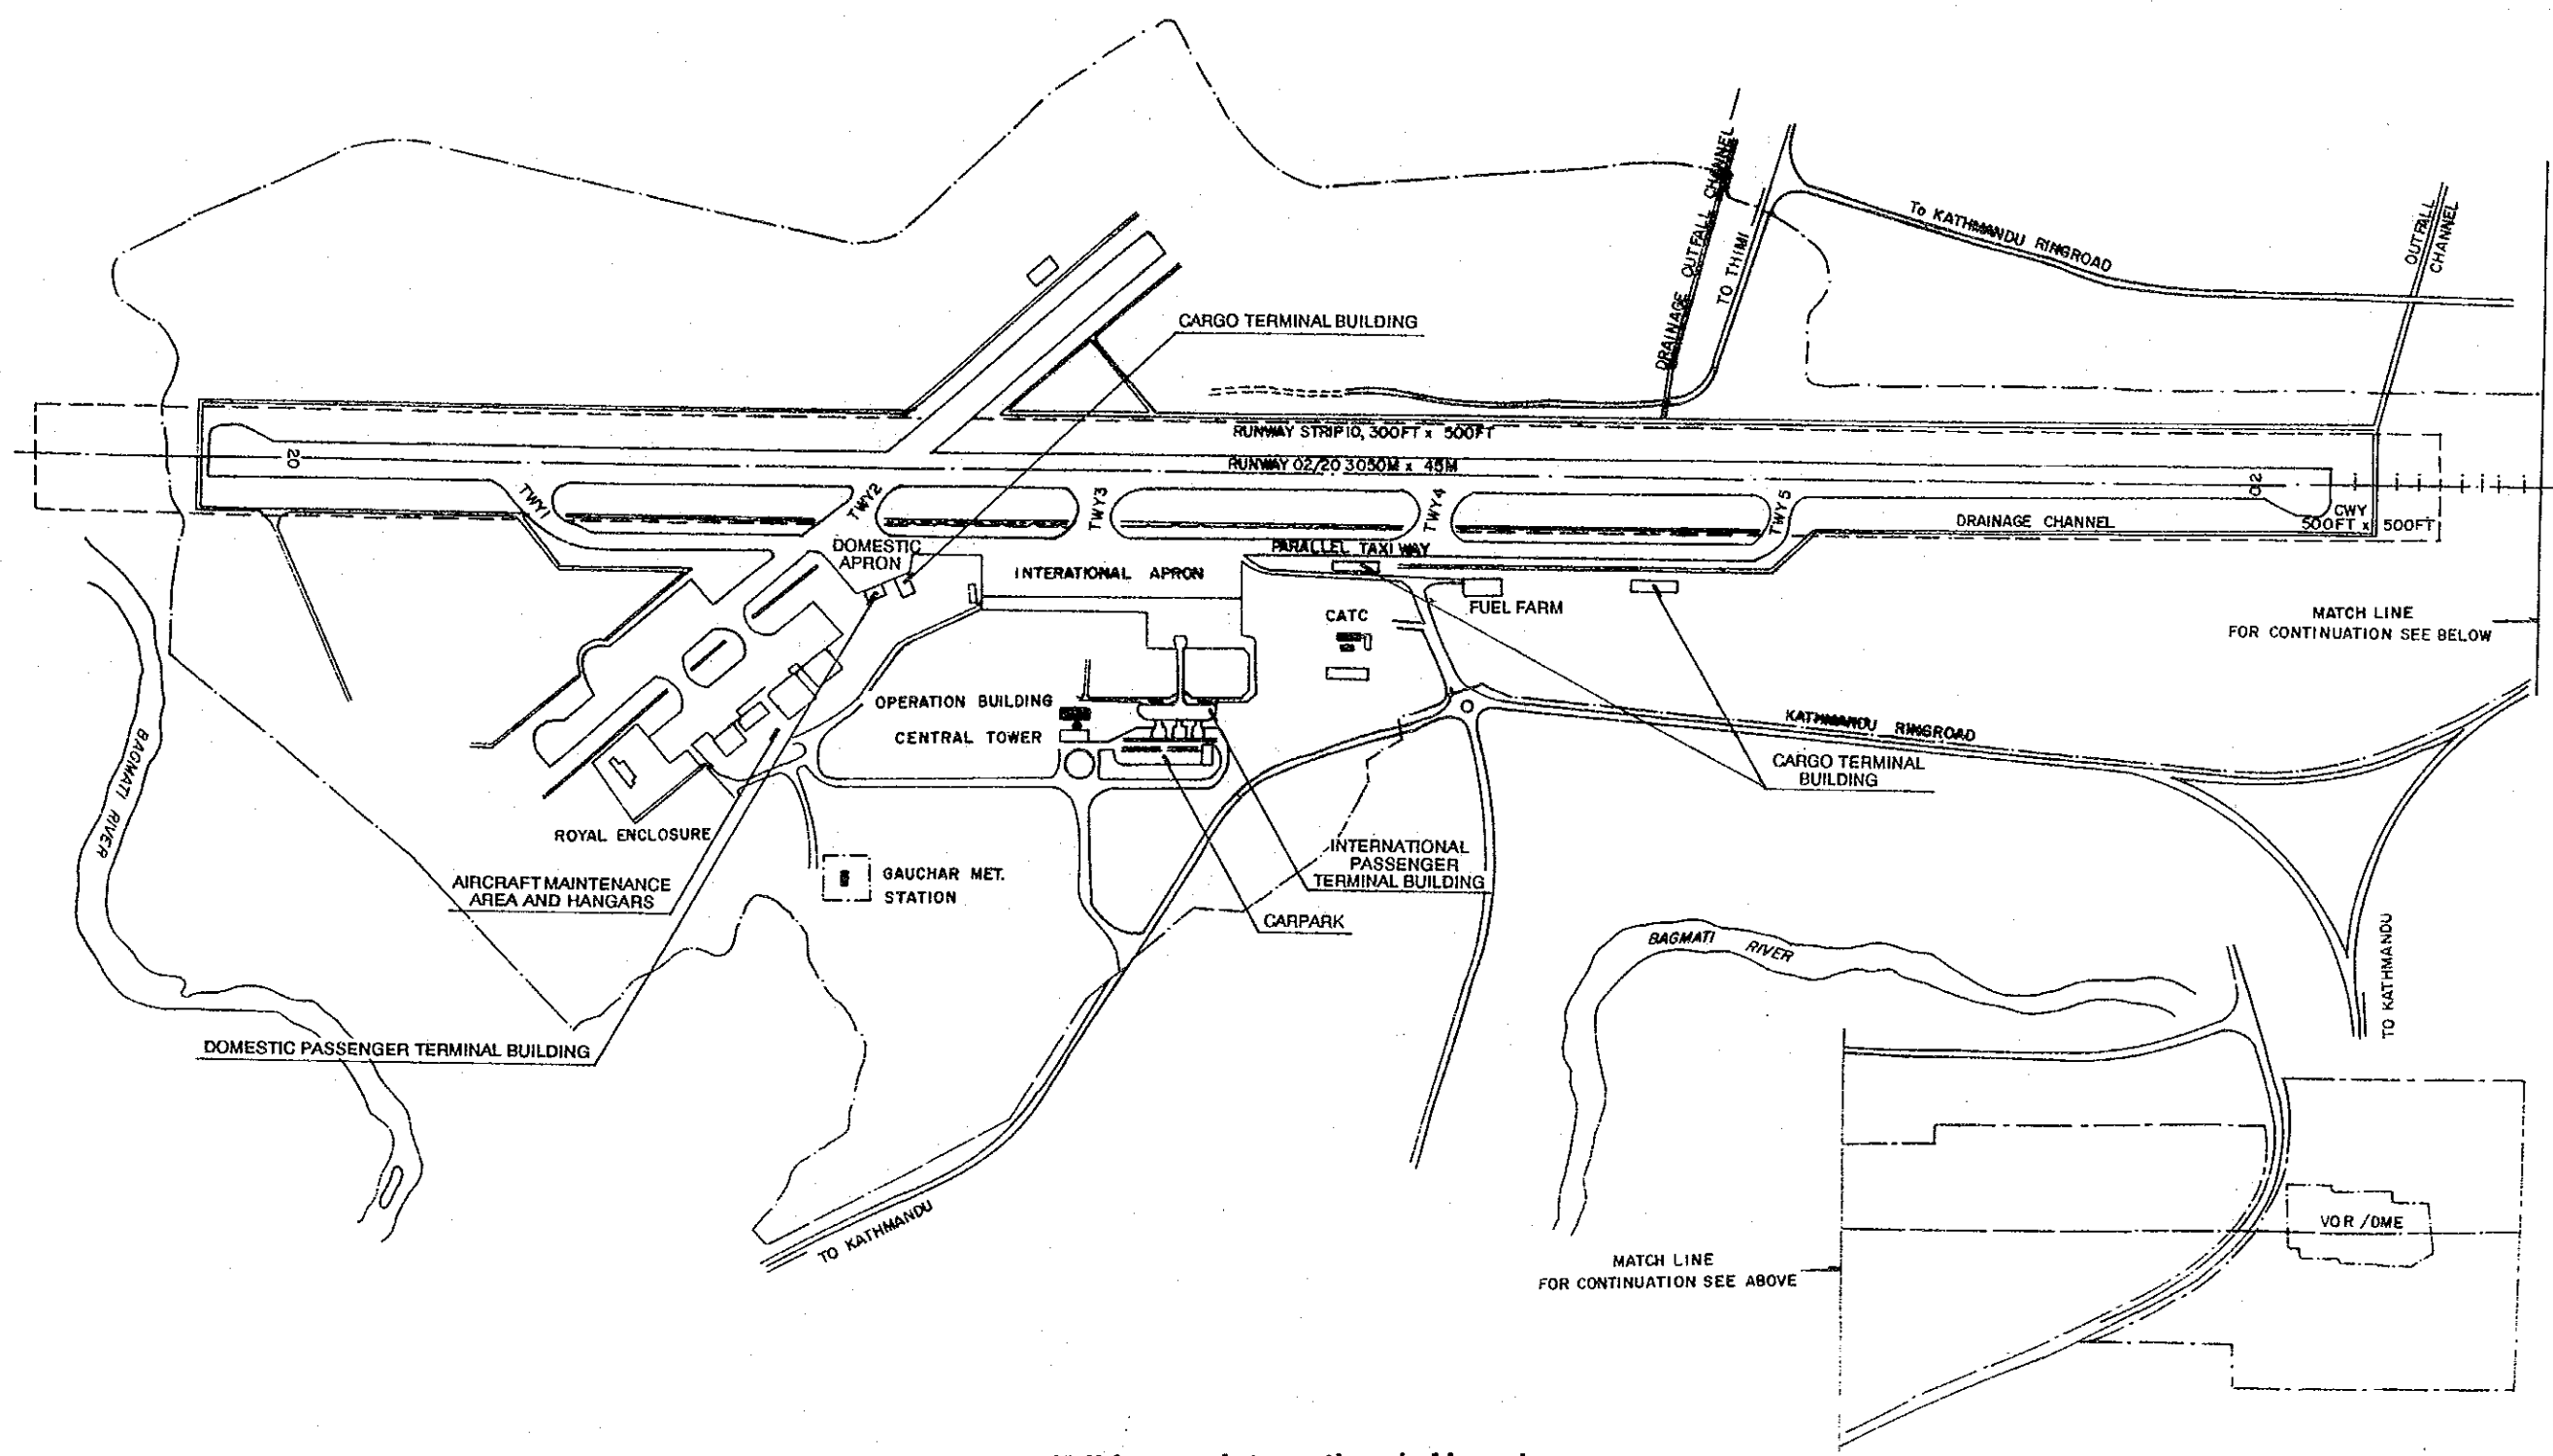 DRAINAGE OUTFALL CHANNEL
TO THIMI
To KATHMANDU RINGROAD
OUTFALL
CHANNEL
CARGO TERMINAL BUILDING
RUNWAY STRIP 10, 300FT x 500FT
RUNWAY 02/20 3050M x 45M
20
02
TWY1
TWY2
TWY3
TWY4
TWY5
CWY
500FT x 500FT
DRAINAGE CHANNEL
DOMESTIC
APRON
PARALLEL TAXI WAY
INTERATIONAL APRON
FUEL FARM
CATC
MATCH LINE
FOR CONTINUATION SEE BELOW
OPERATION BUILDING
CENTRAL TOWER
KATHMANDU RINGROAD
CARGO TERMINAL
BUILDING
BAGMATI RIVER
ROYAL ENCLOSURE
INTERNATIONAL
PASSENGER
TERMINAL BUILDING
AIRCRAFT MAINTENANCE
AREA AND HANGARS
GAUCHAR MET.
STATION
CARPARK
BAGMATI RIVER
TO KATHMANDU
DOMESTIC PASSENGER TERMINAL BUILDING
TO KATHMANDU
VOR/DME
MATCH LINE
FOR CONTINUATION SEE ABOVE